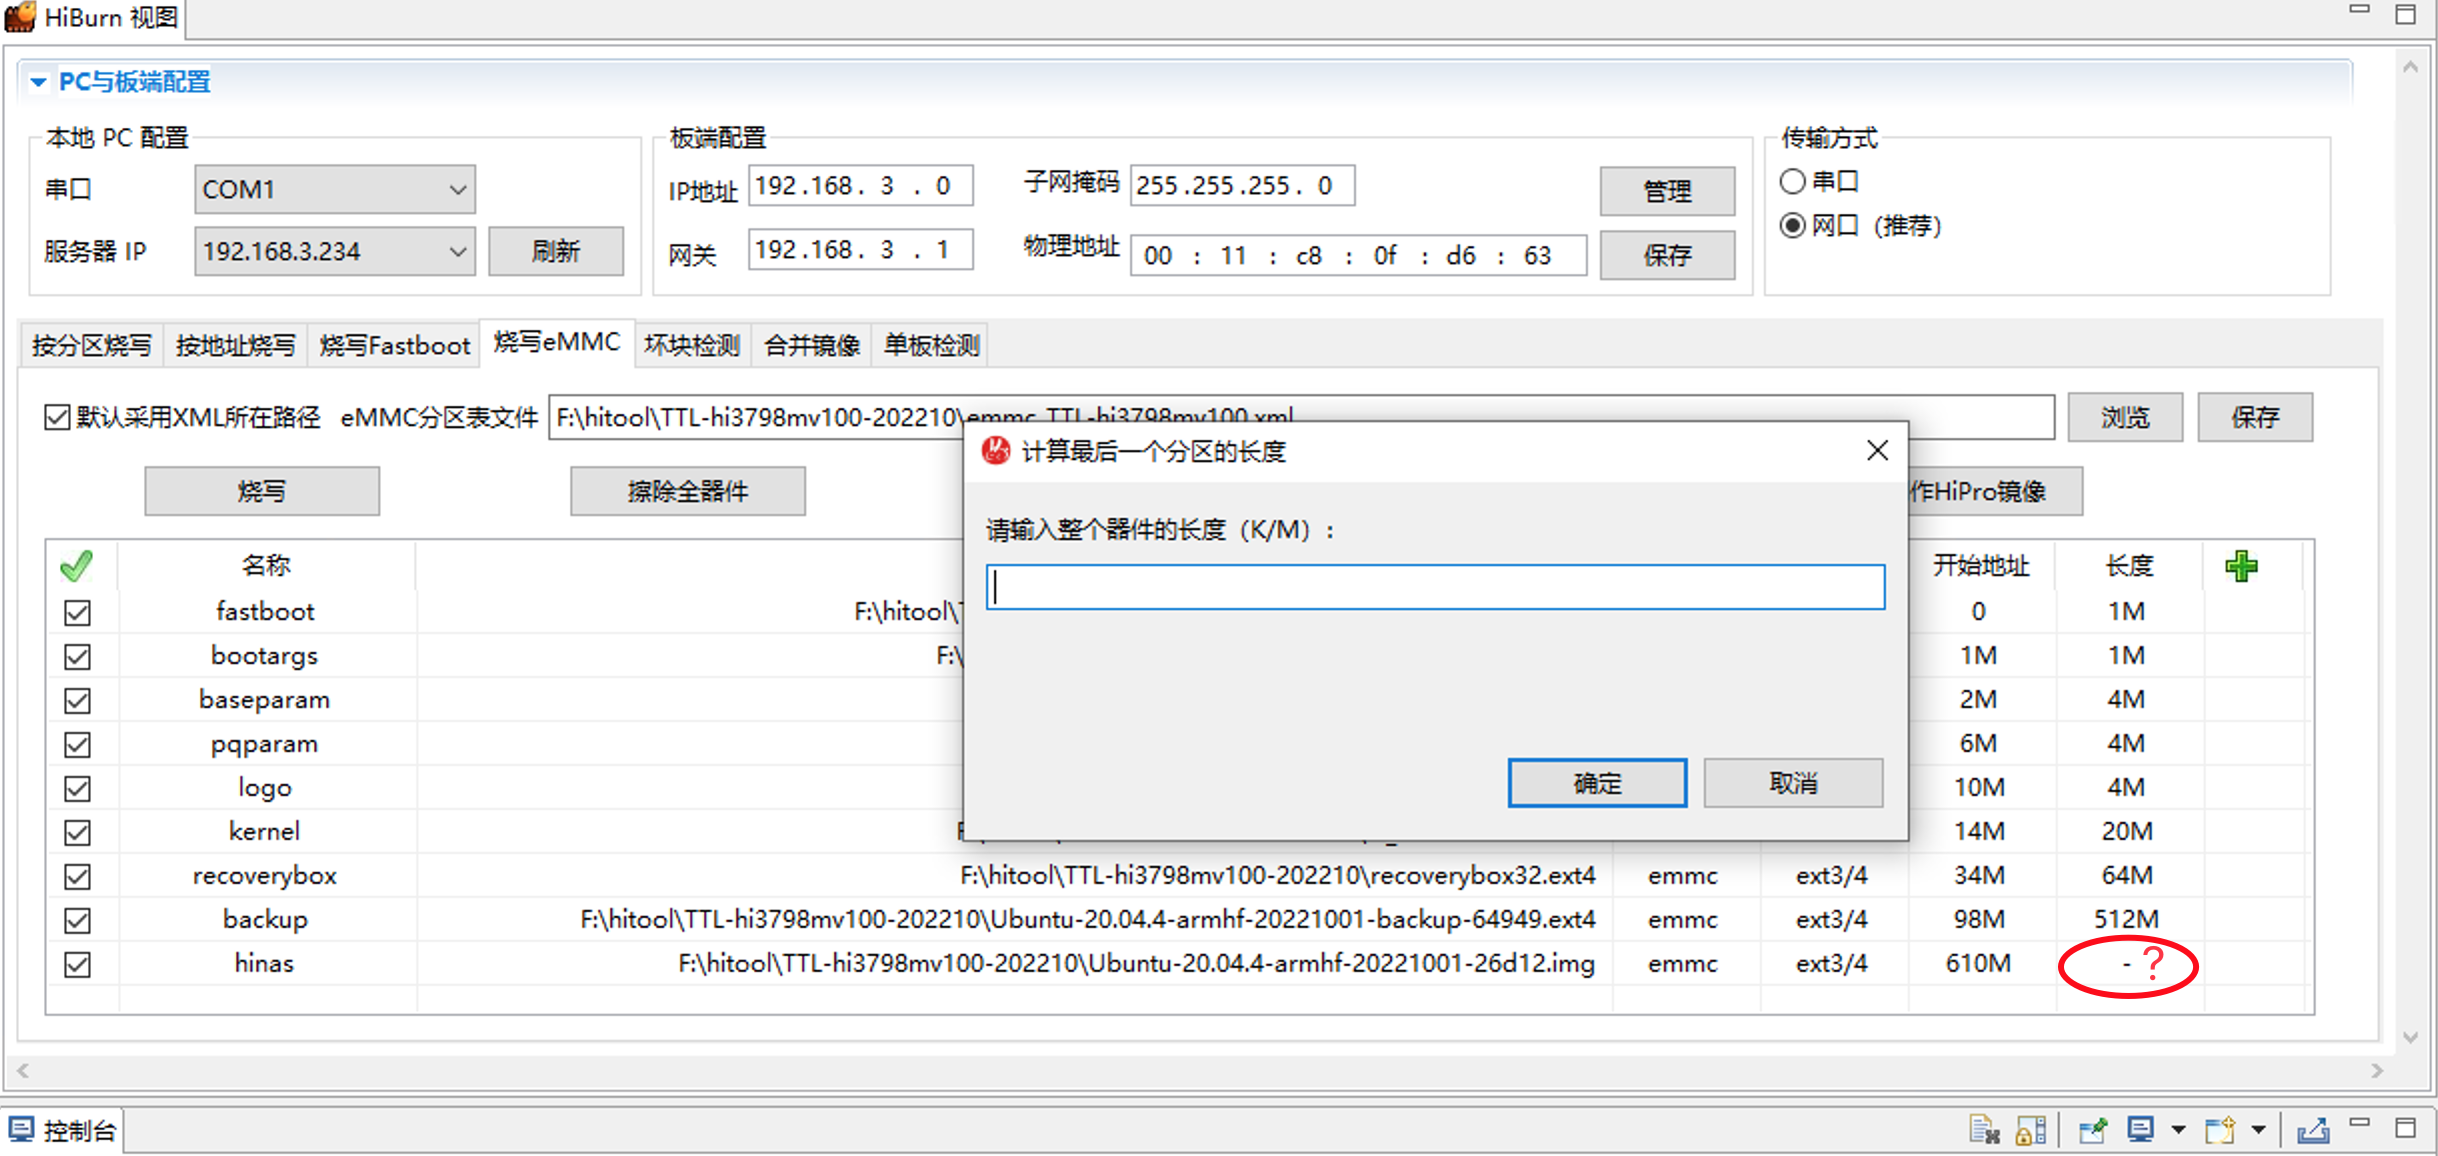 HiBurn 视图
PC与板端配置
本地 PC 配置
串口
COM1
服务器 IP
192.168.3.234
刷新
板端配置
IP地址
192.168. 3 . 0
子网掩码
255.255.255. 0
管理
网关
192.168. 3 . 1
物理地址
00 : 11 : c8 : 0f : d6 : 63
保存
传输方式
串口
网口 (推荐)
按分区烧写 按地址烧写 烧写Fastboot 烧写eMMC 坏块检测 合并镜像 单板检测
默认采用XML所在路径 eMMC分区表文件 F:\hitool\TTL-hi3798mv100-202210\emmc_TTL-hi3798mv100.xml 浏览 保存
烧写 擦除全器件 作HiPro镜像
计算最后一个分区的长度
请输入整个器件的长度（K/M）：
确定 取消
名称 开始地址 长度
fastboot F:\hitool\ 0 1M
bootargs F:\ 1M 1M
baseparam 2M 4M
pqparam 6M 4M
logo 10M 4M
kernel 14M 20M
recoverybox F:\hitool\TTL-hi3798mv100-202210\recoverybox32.ext4 emmc ext3/4 34M 64M
backup F:\hitool\TTL-hi3798mv100-202210\Ubuntu-20.04.4-armhf-20221001-backup-64949.ext4 emmc ext3/4 98M 512M
hinas F:\hitool\TTL-hi3798mv100-202210\Ubuntu-20.04.4-armhf-20221001-26d12.img emmc ext3/4 610M - ?
控制台